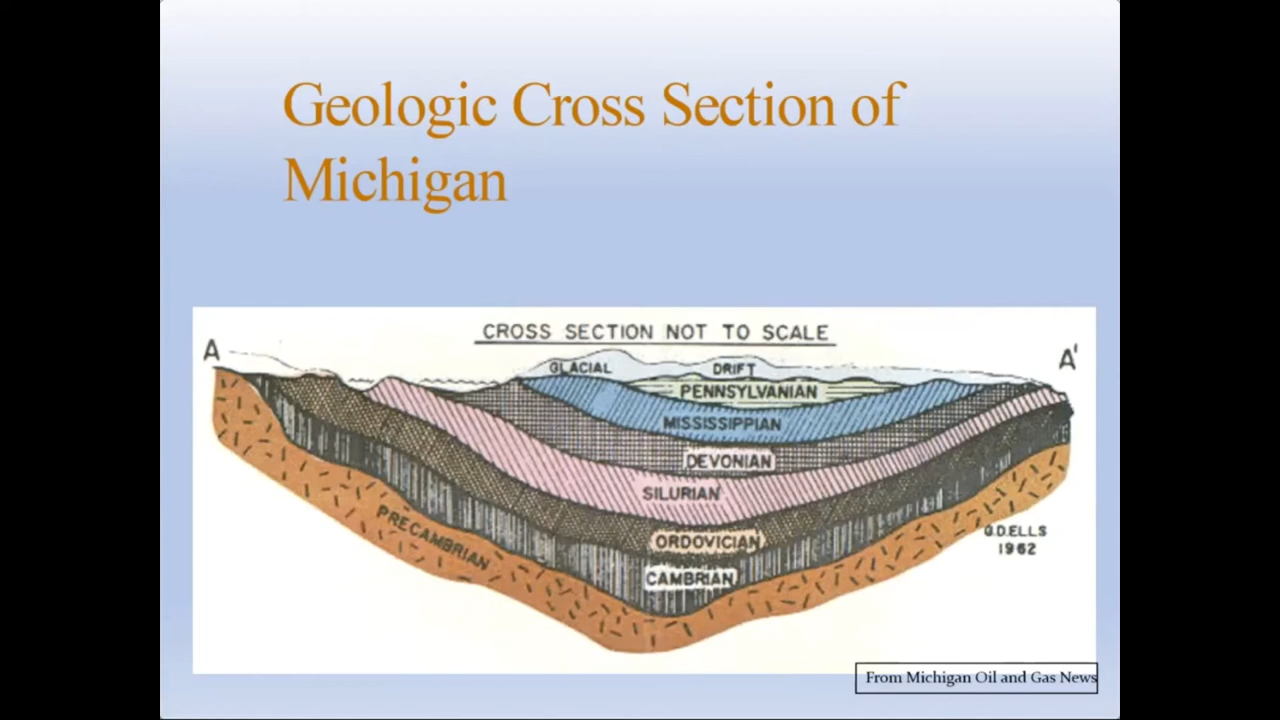 Geologic Cross Section of
Michigan
CROSS SECTION NOT TO SCALE
A
A'
GLACIAL DRIFT
PENNSYLVANIAN
MISSISSIPPIAN
DEVONIAN
SILURIAN
ORDOVICIAN
CAMBRIAN
PRECAMBRIAN
G.D.ELLS
1962
From Michigan Oil and Gas News